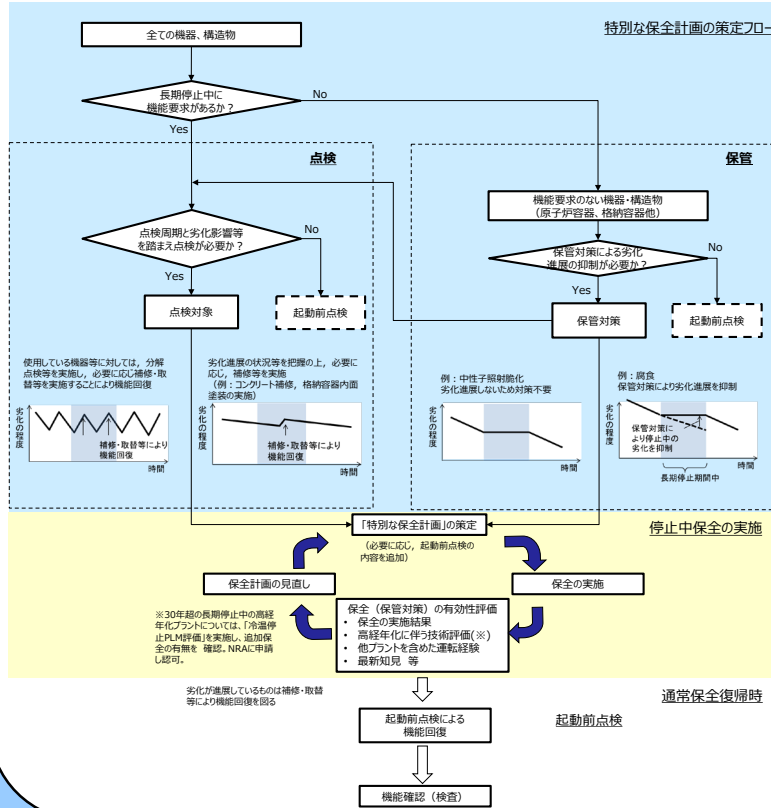 特別な保全計画の策定フロー
全ての機器、構造物
長期停止中に
機能要求があるか？
No
Yes
点検
保管
機能要求のない機器・構造物
（原子炉容器、格納容器他）
点検周期と劣化影響等
を踏まえ点検が必要か？
No
Yes
保管対策による劣化
進展の抑制が必要か？
No
Yes
点検対象
起動前点検
保管対策
起動前点検
使用している機器等に対しては，分解
点検等を実施し，必要に応じ補修・取
替等を実施することにより機能回復
劣化の程度
時間
補修・取替等により
機能回復
劣化進展の状況等を把握の上，必要に
応じ，補修等を実施
（例：コンクリート補修，格納容器内面
塗装の実施）
劣化の程度
補修・取替等により
機能回復
時間
例：中性子照射脆化
劣化進展しないため対策不要
劣化の程度
時間
例：腐食
保管対策により劣化進展を抑制
劣化の程度
保管対策に
より停止中の
劣化を抑制
時間
長期停止期間中
停止中保全の実施
「特別な保全計画」の策定
（必要に応じ，起動前点検の
内容を追加）
保全計画の見直し
保全の実施
※30年超の長期停止中の高経
年化プラントについては、「冷温停
止PLM評価」を実施し、追加保
全の有無を 確認。NRAに申請
し認可。
保全（保管対策）の有効性評価
• 保全の実施結果
• 高経年化に伴う技術評価(※)
• 他プラントを含めた運転経験
• 最新知見 等
通常保全復帰時
劣化が進展しているものは補修・取替
等により機能回復を図る
起動前点検による
機能回復
起動前点検
機能確認（検査）